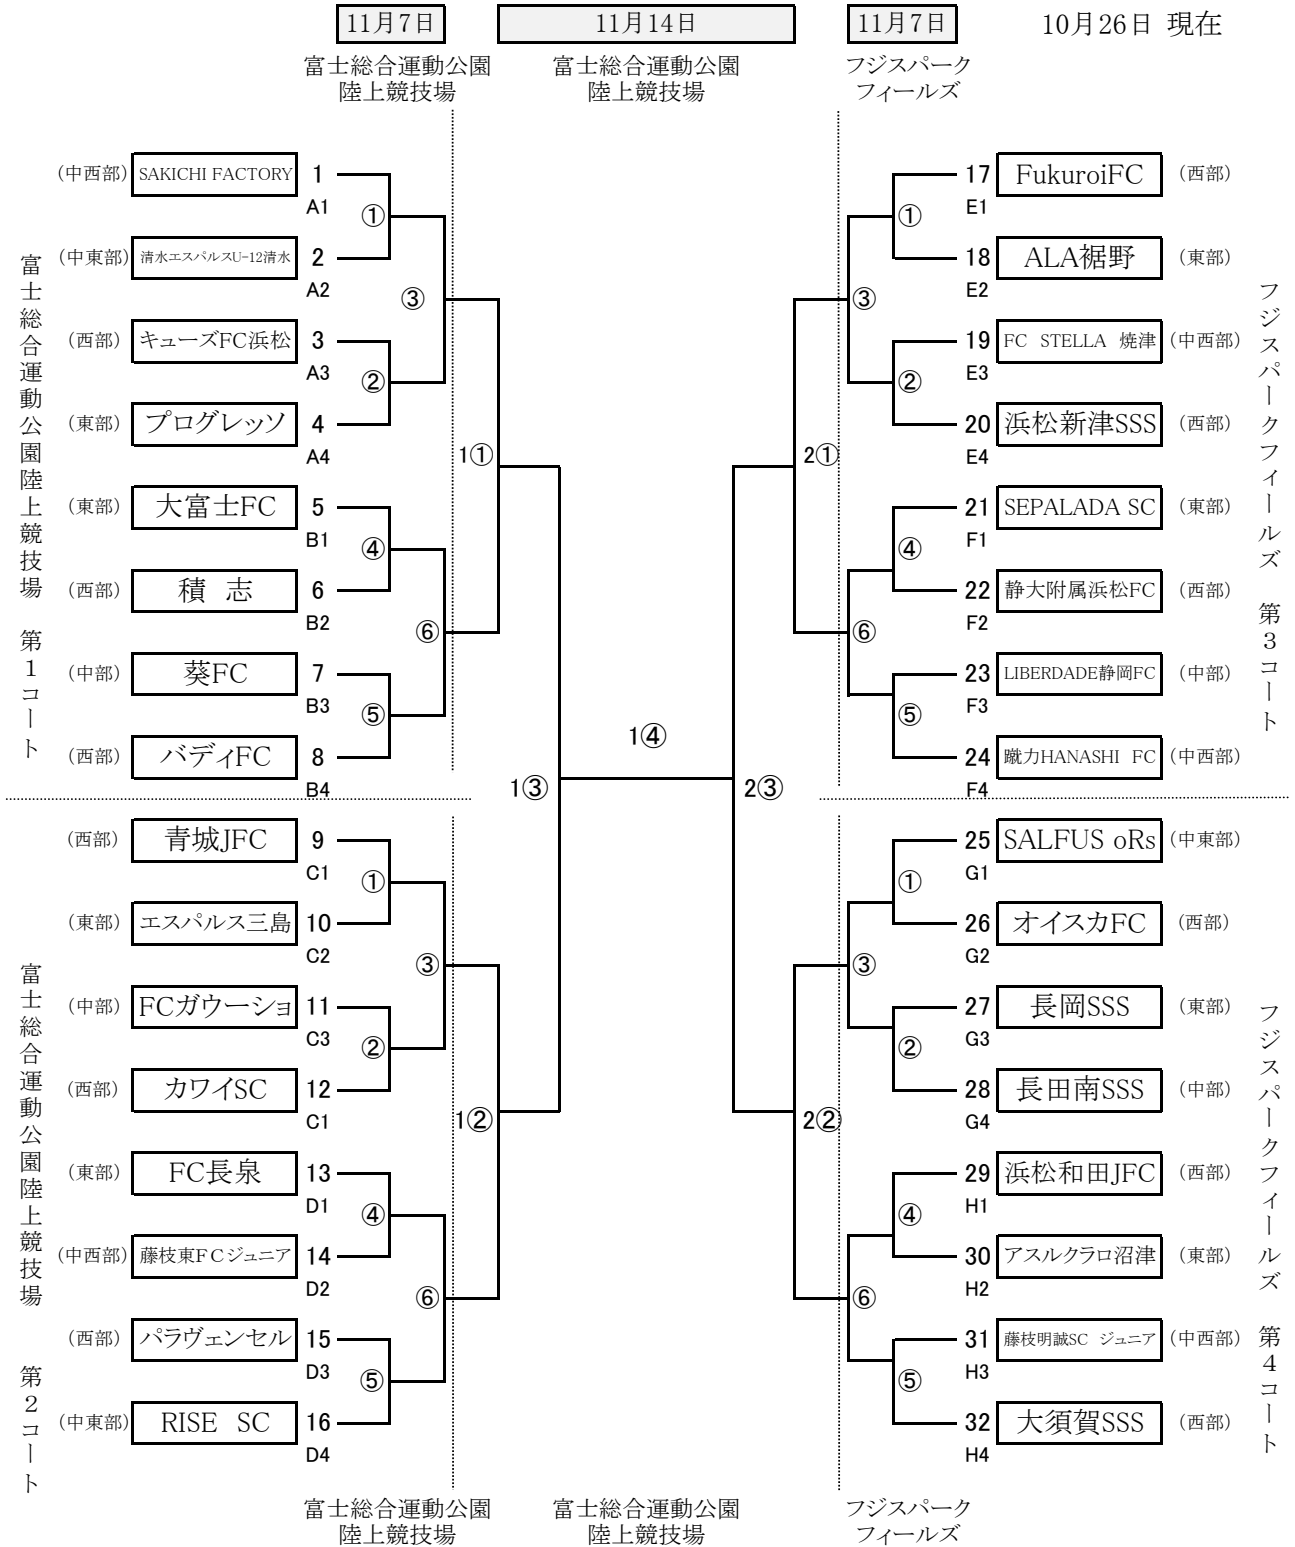 11月7日
11月14日
11月7日
10月26日 現在
富士総合運動公園
陸上競技場
富士総合運動公園
陸上競技場
フジスパーク
フィールズ
富士総合運動公園陸上競技場 第1コート
(中西部) SAKICHI FACTORY 1
A1
①
(中東部) 清水エスパルスU-12清水 2
A2
③
(西部) キューズFC浜松 3
A3
②
(東部) プログレッソ 4
A4
1①
(東部) 大富士FC 5
B1
④
(西部) 積 志 6
B2
⑥
(中部) 葵FC 7
B3
⑤
(西部) バディFC 8
B4
富士総合運動公園陸上競技場 第2コート
(西部) 青城JFC 9
C1
①
(東部) エスパルス三島 10
C2
③
(中部) FCガウーショ 11
C3
②
(西部) カワイSC 12
C1
1②
(東部) FC長泉 13
D1
④
(中西部) 藤枝東FCジュニア 14
D2
⑥
(西部) パラヴェンセル 15
D3
⑤
(中東部) RISE SC 16
D4
1③
1④
2③
フジスパークフィールズ 第3コート
17 FukuroiFC (西部)
E1
①
18 ALA裾野 (東部)
E2
③
19 FC STELLA 焼津 (中西部)
E3
②
20 浜松新津SSS (西部)
E4
2①
21 SEPALADA SC (東部)
F1
④
22 静大附属浜松FC (西部)
F2
⑥
23 LIBERDADE静岡FC (中部)
F3
⑤
24 蹴力HANASHI FC (中西部)
F4
フジスパークフィールズ 第4コート
25 SALFUS oRs (中東部)
G1
①
26 オイスカFC (西部)
G2
③
27 長岡SSS (東部)
G3
②
28 長田南SSS (中部)
G4
2②
29 浜松和田JFC (西部)
H1
④
30 アスルクラロ沼津 (東部)
H2
⑥
31 藤枝明誠SC ジュニア (中西部)
H3
⑤
32 大須賀SSS (西部)
H4
富士総合運動公園
陸上競技場
富士総合運動公園
陸上競技場
フジスパーク
フィールズ